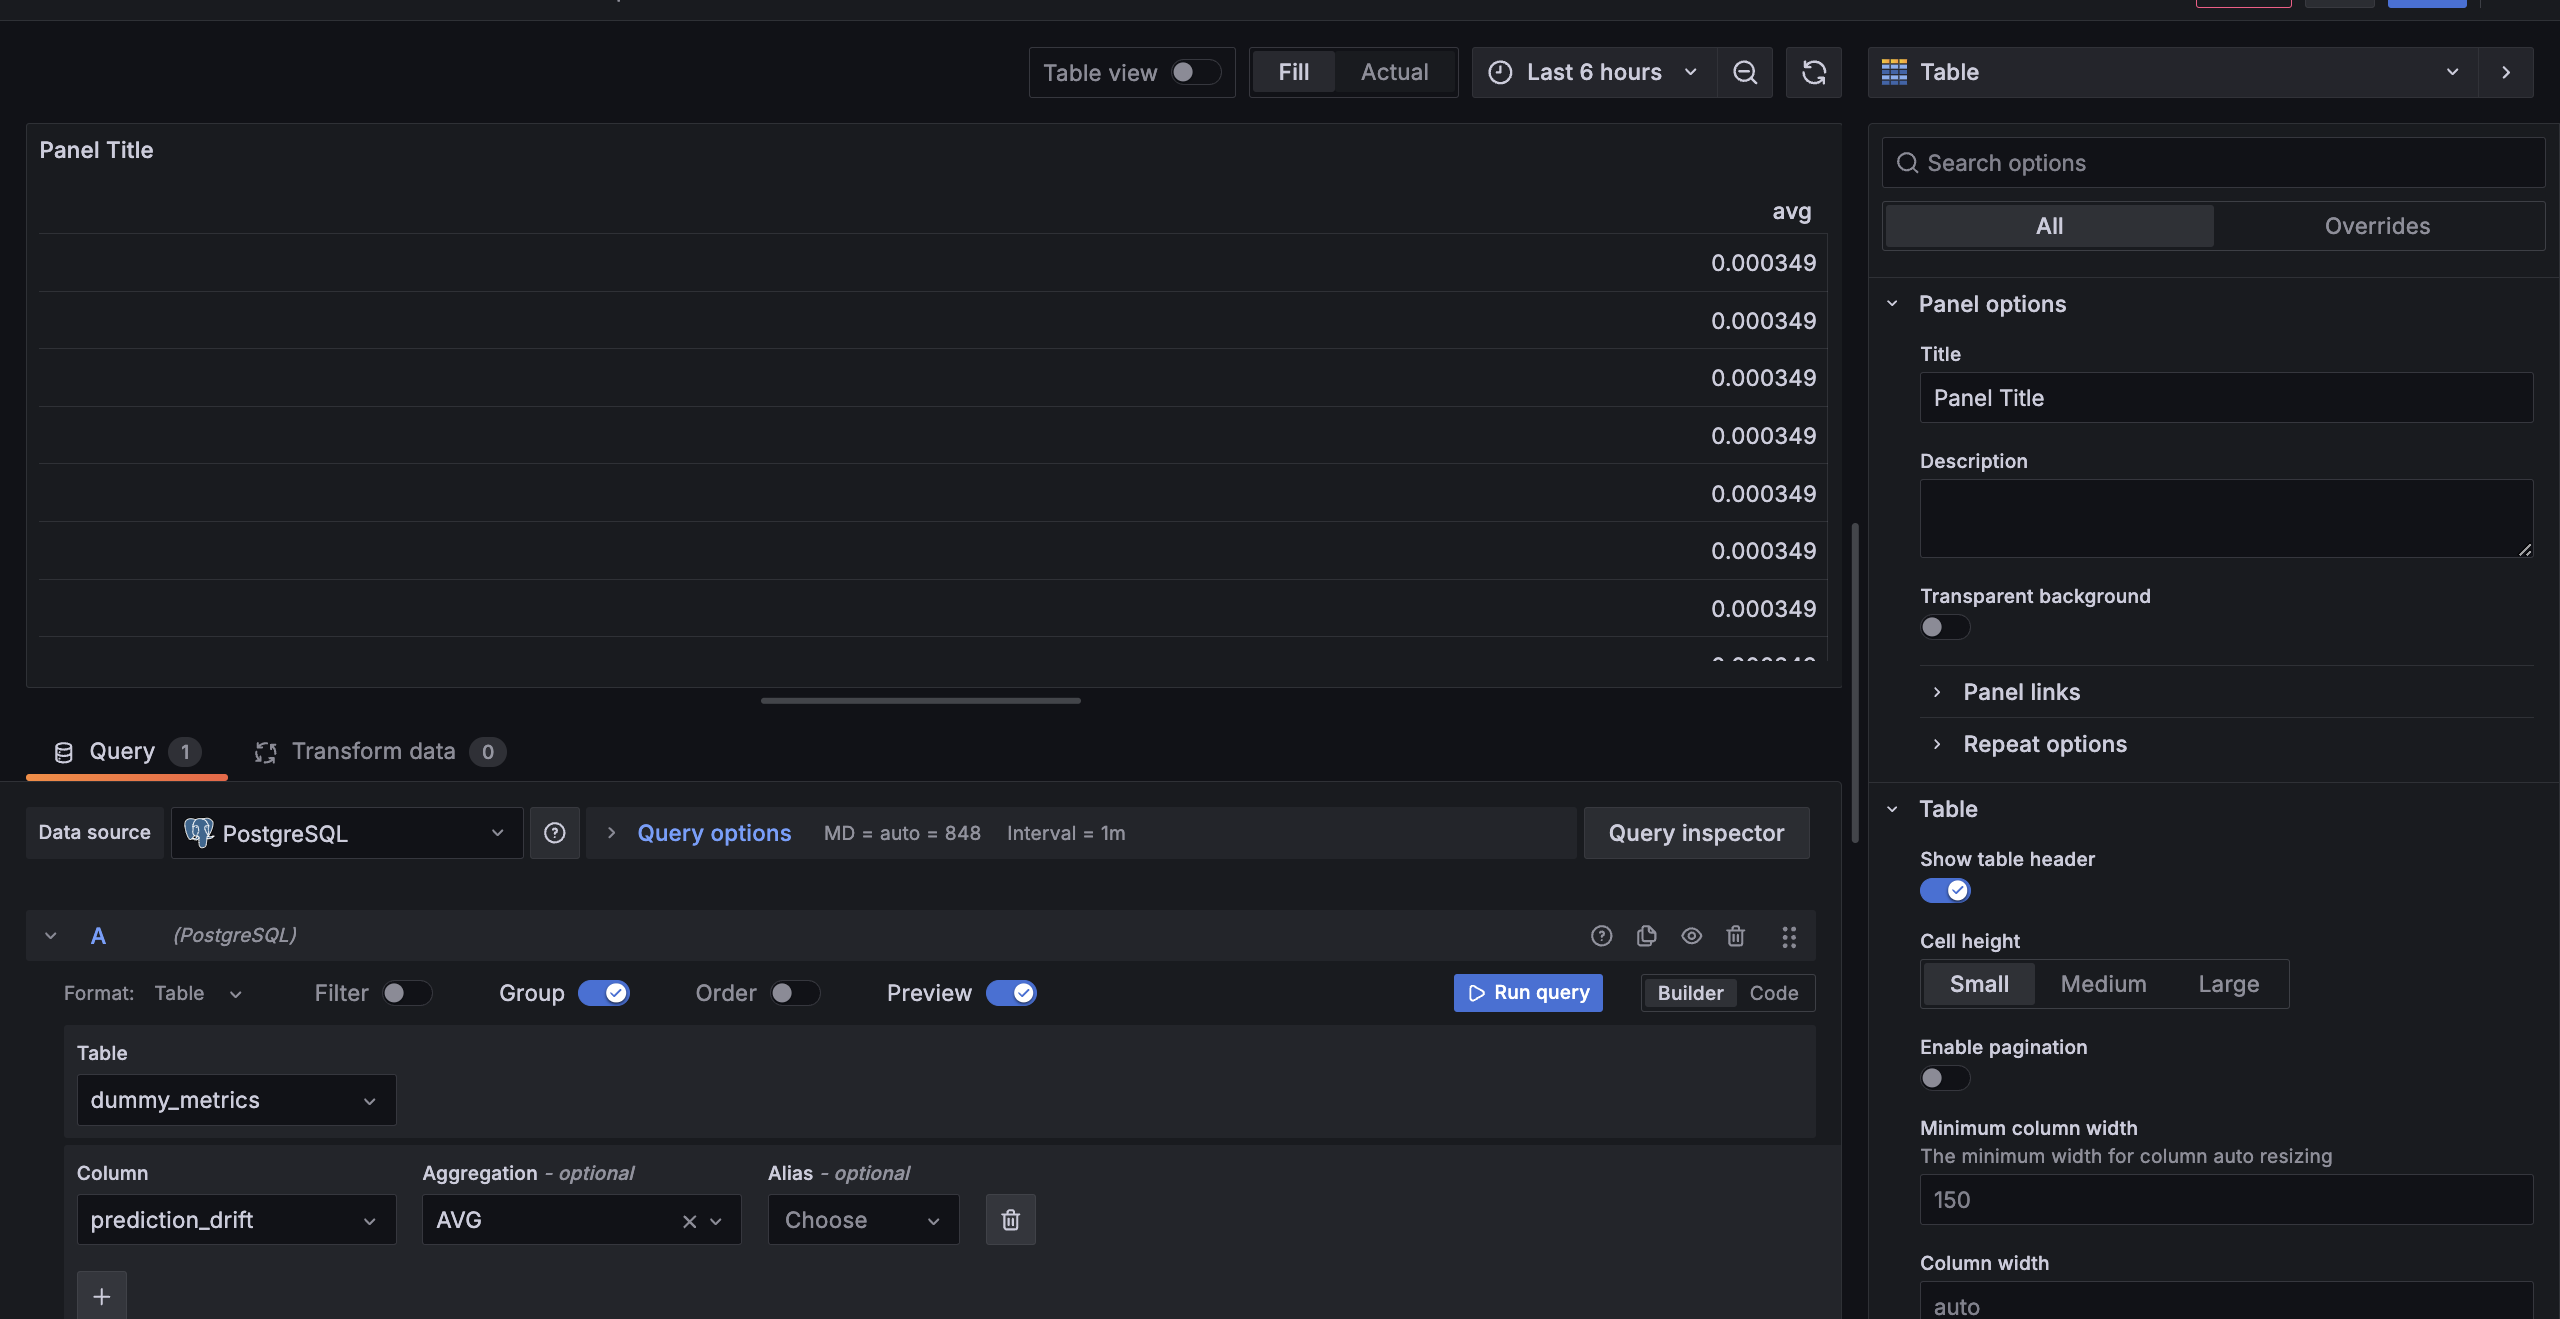 Table view
Fill
Actual
Last 6 hours
Table
Panel Title
avg
0.000349
0.000349
0.000349
0.000349
0.000349
0.000349
0.000349
Search options
All
Overrides
Panel options
Title
Panel Title
Description
Transparent background
Panel links
Repeat options
Table
Show table header
Cell height
Small
Medium
Large
Enable pagination
Minimum column width
The minimum width for column auto resizing
150
Column width
auto
Query 1
Transform data 0
Data source
PostgreSQL
Query options
MD = auto = 848
Interval = 1m
Query inspector
A
(PostgreSQL)
Format: Table
Filter
Group
Order
Preview
Run query
Builder
Code
Table
dummy_metrics
Column
Aggregation - optional
Alias - optional
prediction_drift
AVG
Choose